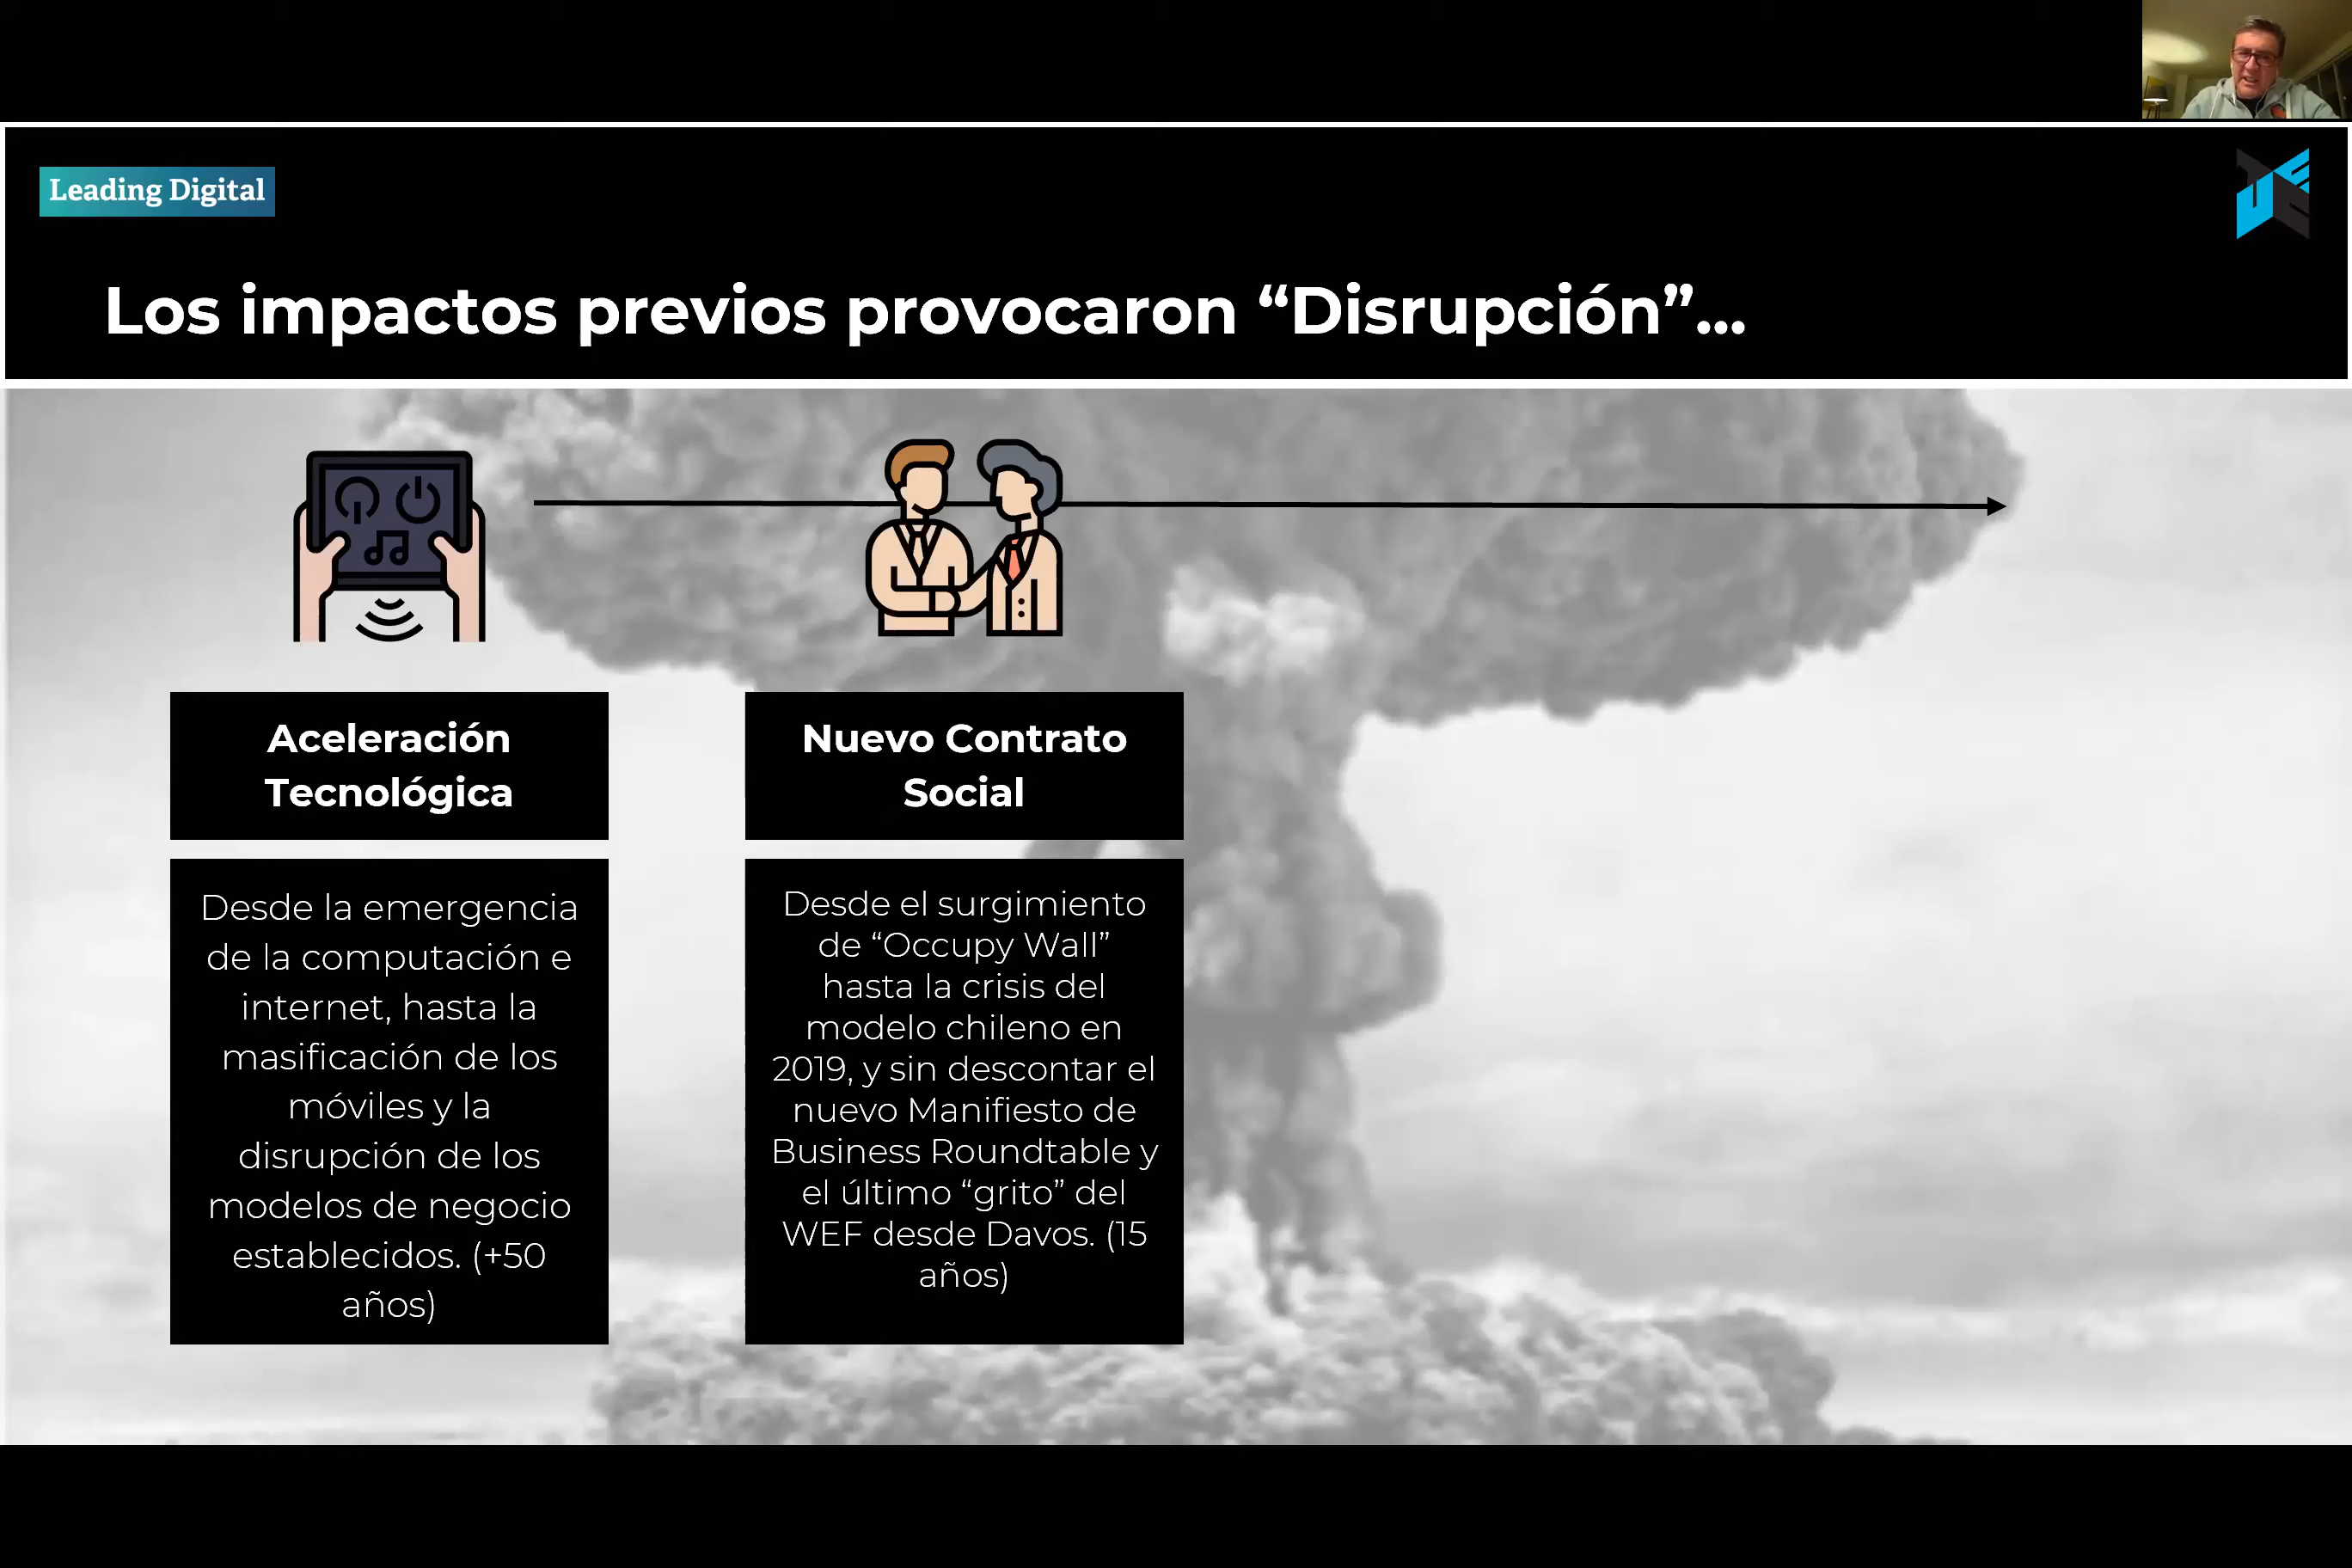 Leading Digital
Los impactos previos provocaron “Disrupción”...
Aceleración
Tecnológica
Desde la emergencia
de la computación e
internet, hasta la
masificación de los
móviles y la
disrupción de los
modelos de negocio
establecidos. (+50
años)
Nuevo Contrato
Social
Desde el surgimiento
de “Occupy Wall”
hasta la crisis del
modelo chileno en
2019, y sin descontar el
nuevo Manifiesto de
Business Roundtable y
el último “grito” del
WEF desde Davos. (15
años)